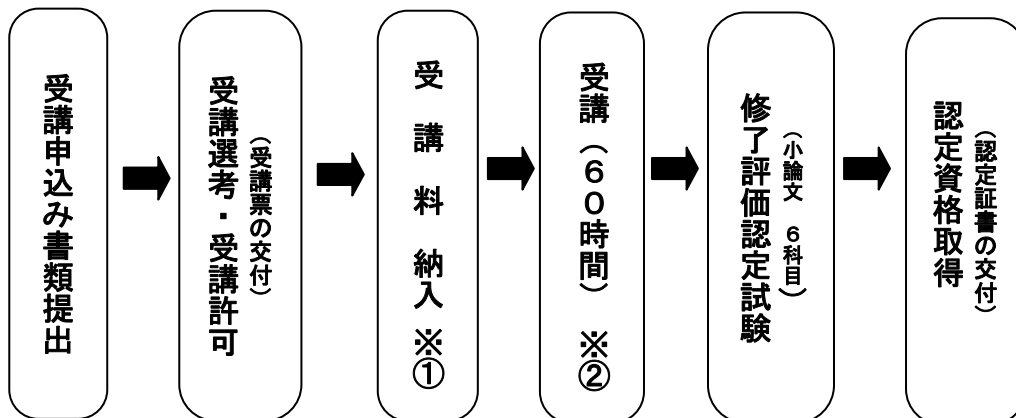 受講申込み書類提出
受講選考・受講許可
(受講票の交付)
受講料納入※①
受講(60時間) ※②
修了評価認定試験
(小論文 6科目)
認定資格取得
(認定証書の交付)